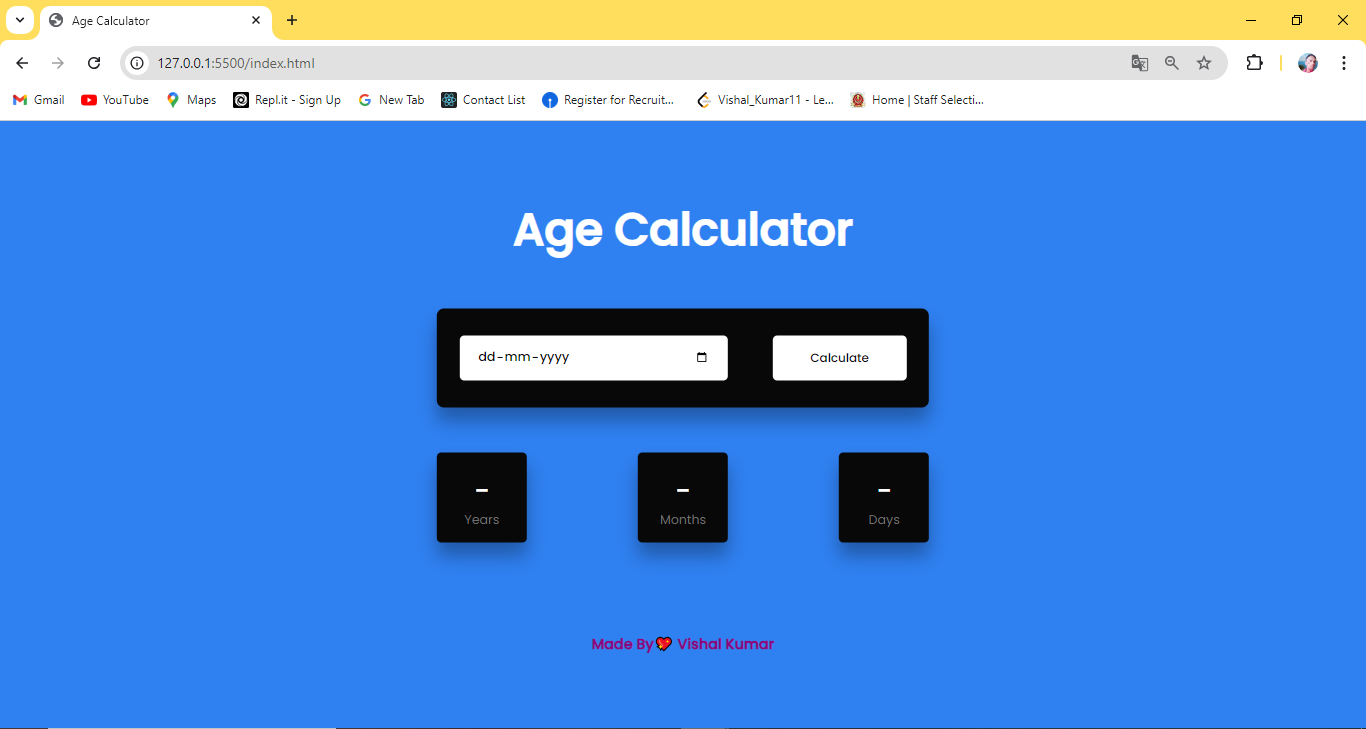 Age Calculator
127.0.0.1:5500/index.html
Gmail YouTube Maps Repl.it - Sign Up New Tab Contact List Register for Recruit... Vishal_Kumar11 - Le... Home | Staff Selecti...
Age Calculator
dd-mm-yyyy Calculate
– – –
Years Months Days
Made By💖 Vishal Kumar